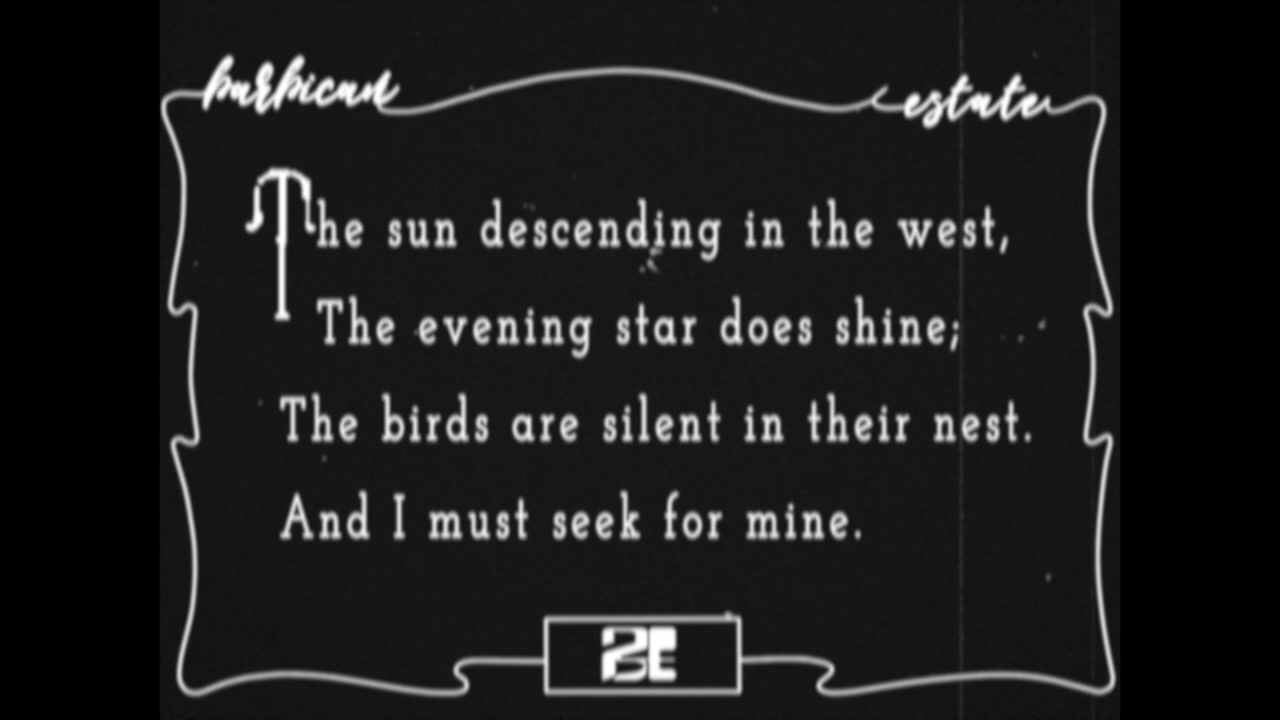 barbican estate
The sun descending in the west,
The evening star does shine;
The birds are silent in their nest.
And I must seek for mine.
BE